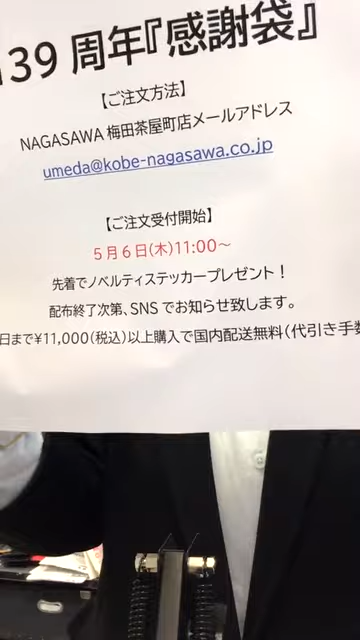 139 周年『感謝袋』
【ご注文方法】
NAGASAWA 梅田茶屋町店メールアドレス
umeda@kobe-nagasawa.co.jp
【ご注文受付開始】
5月6日(木)11:00～
先着でノベルティステッカープレゼント！
配布終了次第、SNS でお知らせ致します。
日まで¥11,000(税込)以上購入で国内配送無料(代引き手数